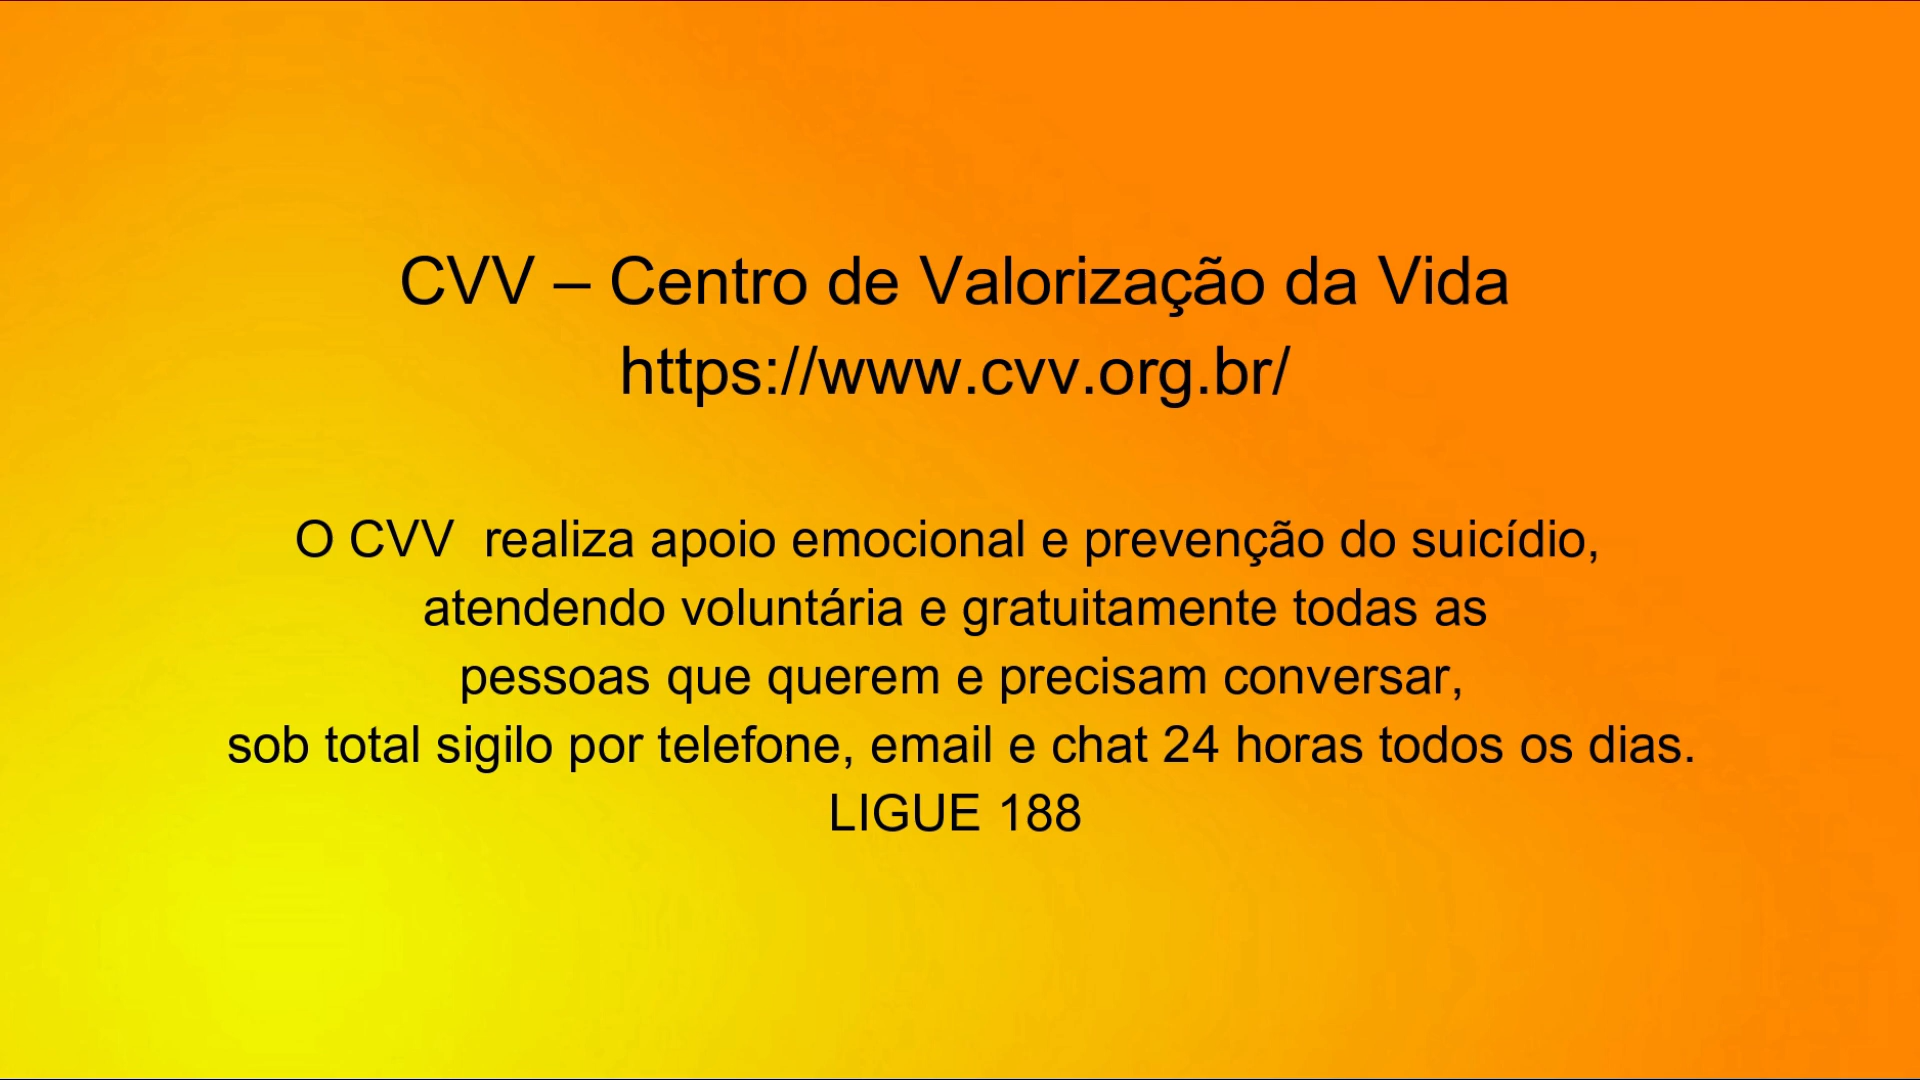 CVV – Centro de Valorização da Vida
https://www.cvv.org.br/
O CVV  realiza apoio emocional e prevenção do suicídio,
atendendo voluntária e gratuitamente todas as
pessoas que querem e precisam conversar,
sob total sigilo por telefone, email e chat 24 horas todos os dias.
LIGUE 188